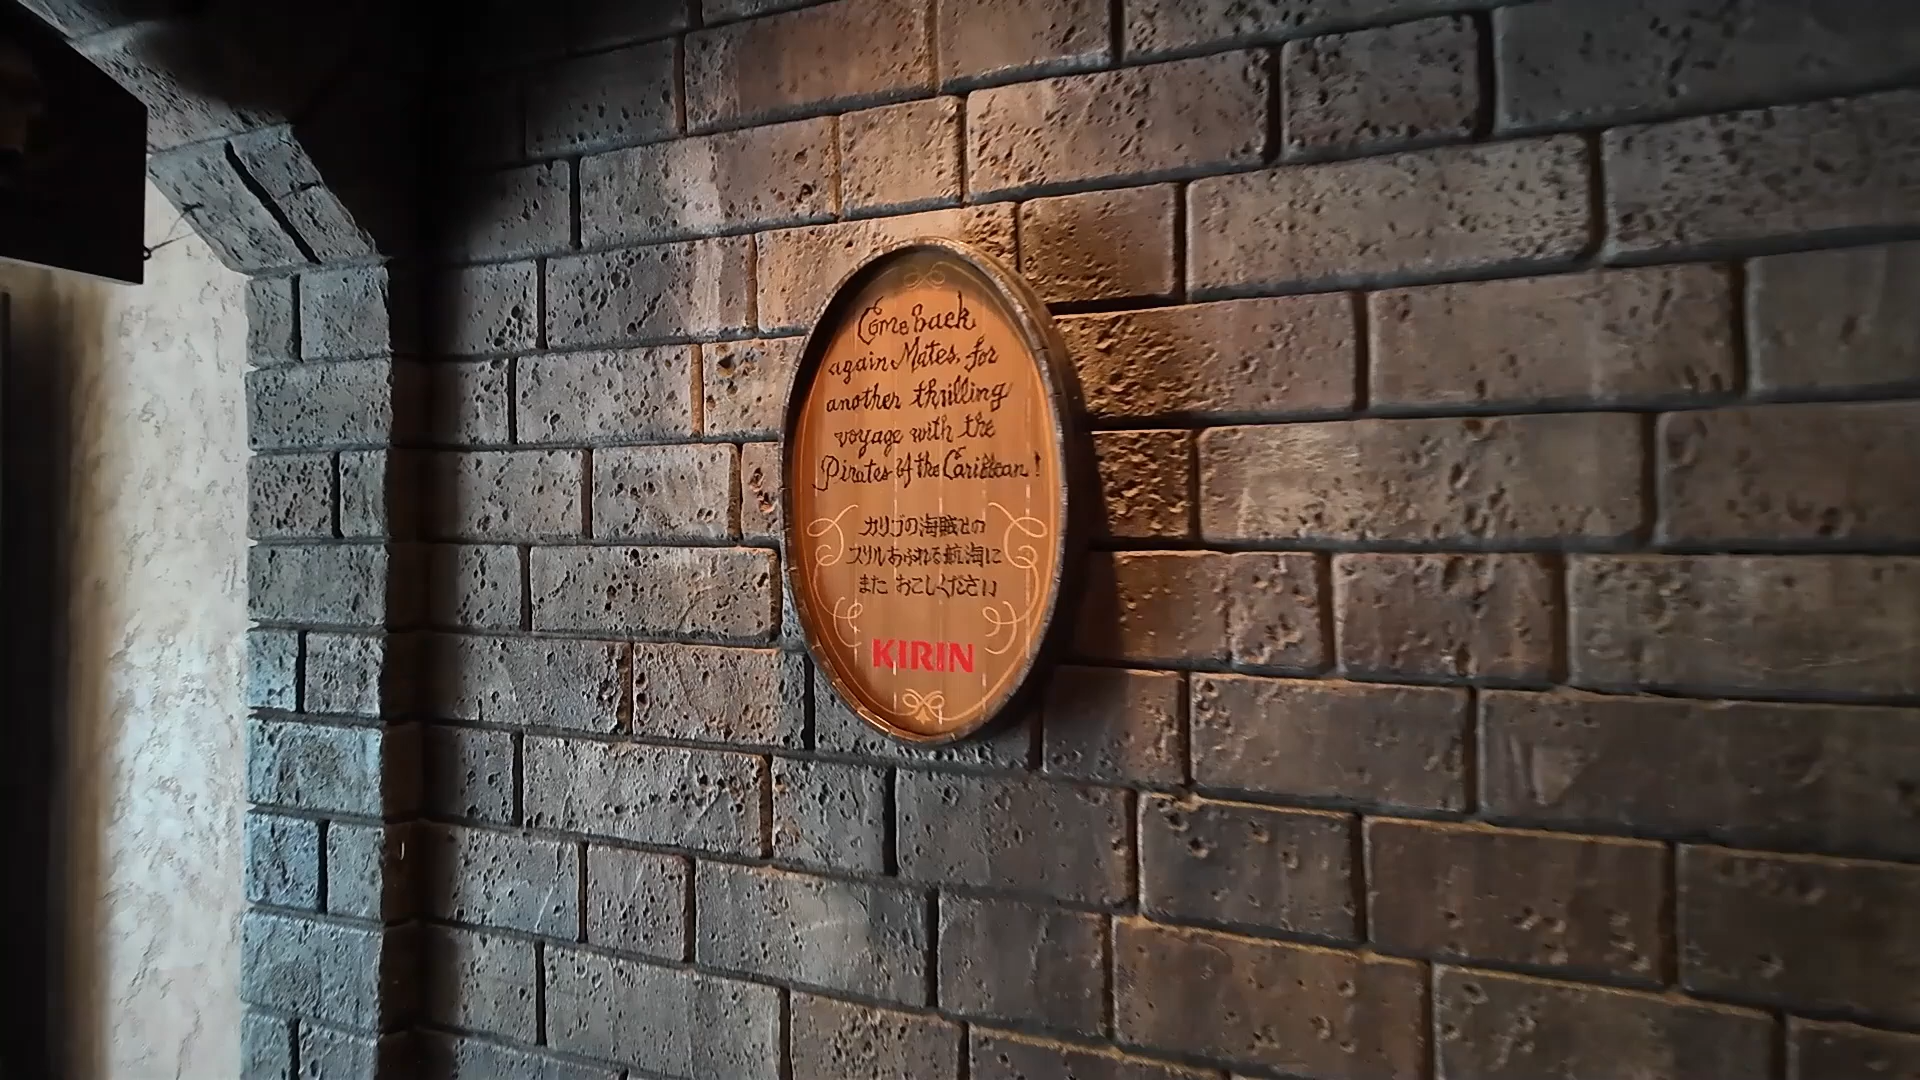 Come Back
again Mates, for
another thrilling
voyage with the
Pirates of the Caribbean!
カリブの海賊との
スリルあふれる航海に
また おこしください
KIRIN